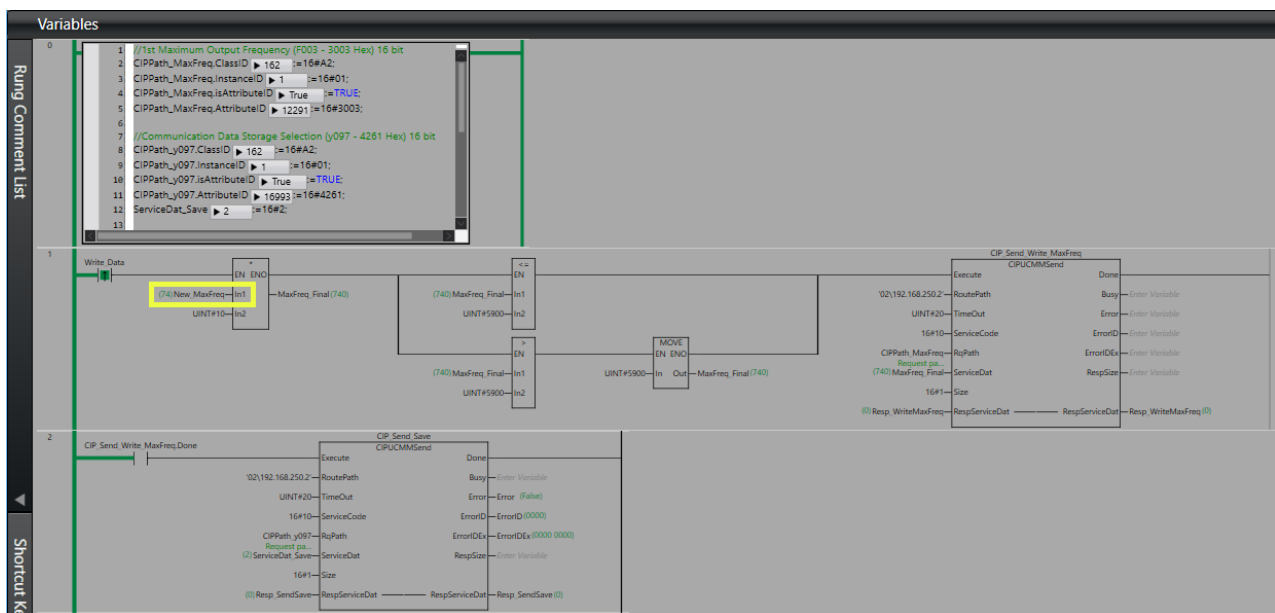 Variables
Rung Comment List
Shortcut Ke
0
1 //1st Maximum Output Frequency (F003 - 3003 Hex) 16 bit
2 CIPPath_MaxFreq.ClassID ▶ 162 :=16#A2;
3 CIPPath_MaxFreq.InstanceID ▶ 1 :=16#01;
4 CIPPath_MaxFreq.isAttributeID ▶ True :=TRUE;
5 CIPPath_MaxFreq.AttributeID ▶ 12291 :=16#3003;
6
7 //Communication Data Storage Selection (y097 - 4261 Hex) 16 bit
8 CIPPath_y097.ClassID ▶ 162 :=16#A2;
9 CIPPath_y097.InstanceID ▶ 1 :=16#01;
10 CIPPath_y097.isAttributeID ▶ True :=TRUE;
11 CIPPath_y097.AttributeID ▶ 16993 :=16#4261;
12 ServiceDat_Save ▶ 2 :=16#2;
13
1
Write_Data
*
EN ENO
(74)New_MaxFreq In1 MaxFreq_Final(740)
UINT#10 In2
<=
EN
(740)MaxFreq_Final In1
UINT#5900 In2
>
EN
(740)MaxFreq_Final In1
UINT#5900 In2
MOVE
EN ENO
UINT#5900 In Out MaxFreq_Final(740)
CIP_Send_Write_MaxFreq
CIPUCMMSend
Execute Done
'02\192.168.250.2' RoutePath Busy Enter Variable
UINT#20 TimeOut Error Enter Variable
16#10 ServiceCode ErrorID Enter Variable
CIPPath_MaxFreq RqPath ErrorIDEx Enter Variable
Request pa...
(740)MaxFreq_Final ServiceDat RespSize Enter Variable
16#1 Size
(0)Resp_WriteMaxFreq RespServiceDat RespServiceDat Resp_WriteMaxFreq(0)
2
CIP_Send_Write_MaxFreq.Done
CIP_Send_Save
CIPUCMMSend
Execute Done
'02\192.168.250.2' RoutePath Busy Enter Variable
UINT#20 TimeOut Error Error (False)
16#10 ServiceCode ErrorID ErrorID(0000)
CIPPath_y097 RqPath ErrorIDEx ErrorIDEx(0000 0000)
Request pa...
(2)ServiceDat_Save ServiceDat RespSize Enter Variable
16#1 Size
(0)Resp_SendSave RespServiceDat RespServiceDat Resp_SendSave(0)